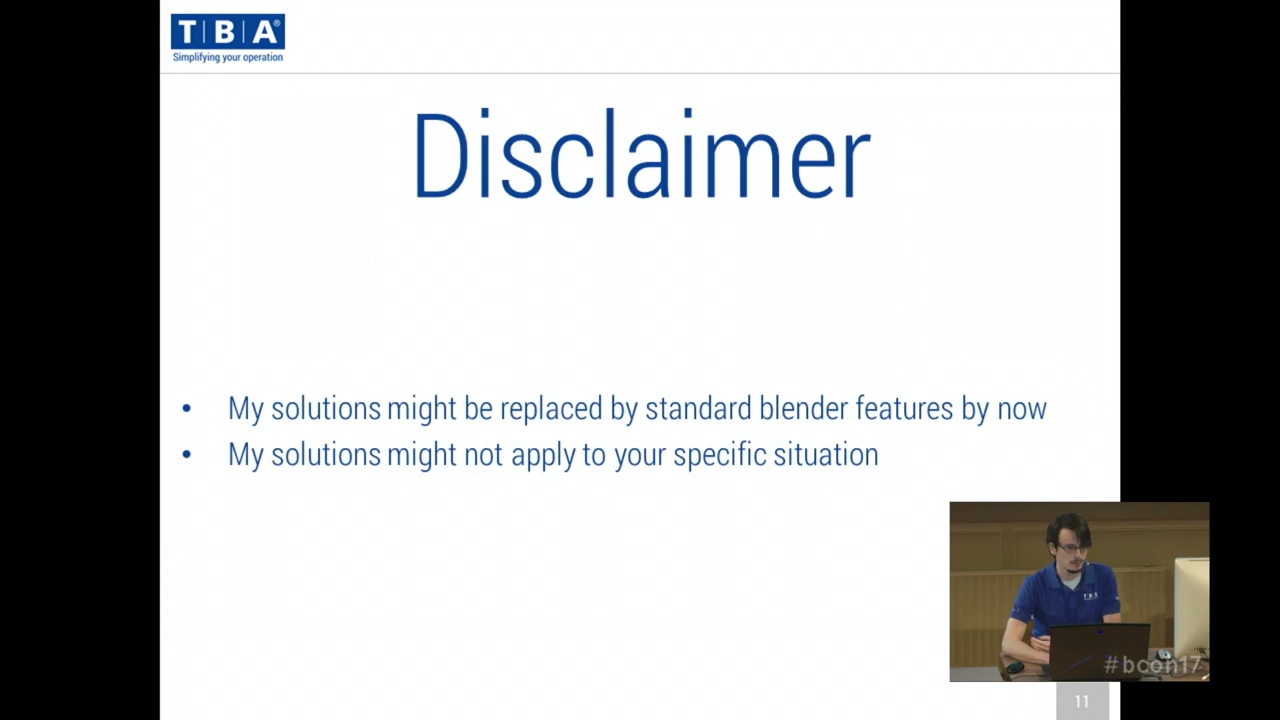 T|B|A®
Simplifying your operation
Disclaimer
• My solutions might be replaced by standard blender features by now
• My solutions might not apply to your specific situation
TBA
#bcon17
11